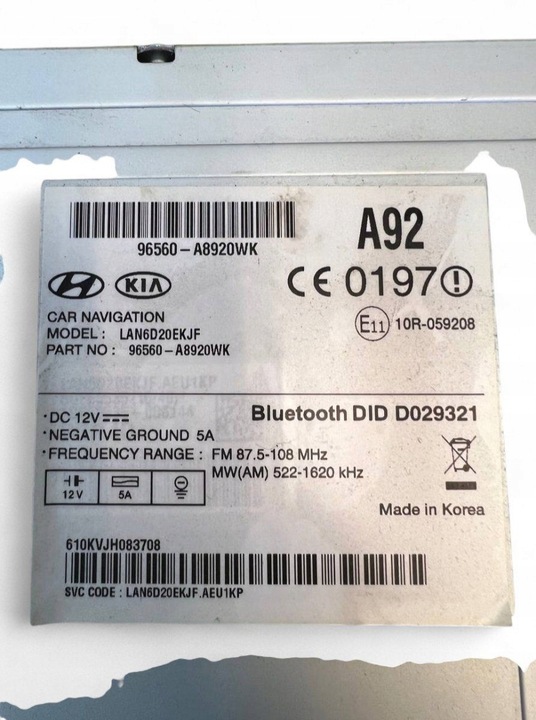 96560-A8920WK
A92
KIA
CE 0197
CAR NAVIGATION
MODEL : LAN6D20EKJF
PART NO : 96560-A8920WK
E11 10R-059208
LAN6D20EKJF.AEU1KP
· DC 12V
Bluetooth DID D029321
· NEGATIVE GROUND 5A
· FREQUENCY RANGE : FM 87.5-108 MHz
MW(AM) 522-1620 kHz
12V
5A
Made in Korea
610KVJH083708
SVC CODE : LAN6D20EKJF.AEU1KP